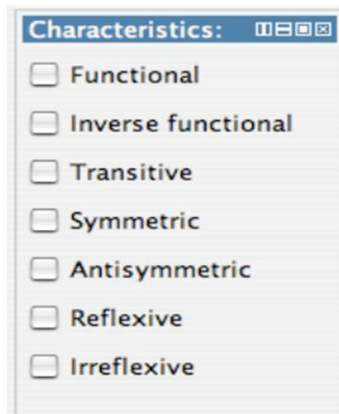 Characteristics:
Functional
Inverse functional
Transitive
Symmetric
Antisymmetric
Reflexive
Irreflexive